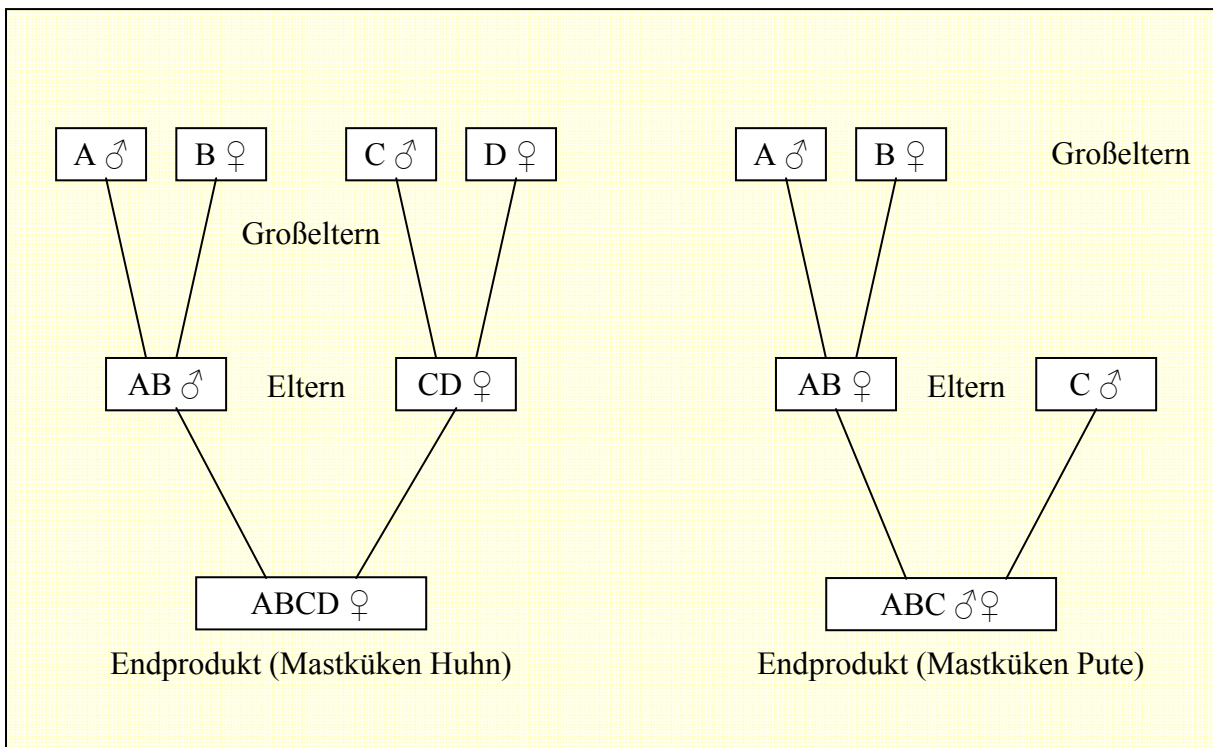 A ♂ B ♀ C ♂ D ♀ A ♂ B ♀ Großeltern
Großeltern
AB ♂ Eltern CD ♀ AB ♀ Eltern C ♂
ABCD ♀ ABC ♂♀
Endprodukt (Mastküken Huhn) Endprodukt (Mastküken Pute)